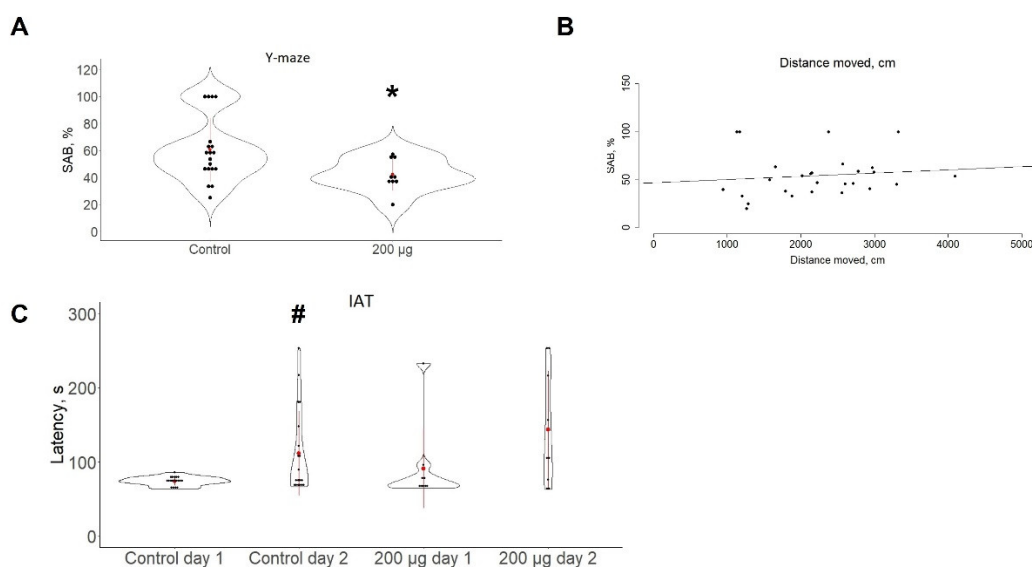 A
Y-maze
SAB, %
120
100
80
60
40
20
0
*
Control
200 µg
B
Distance moved, cm
SAB, %
150
100
50
0
0
1000
2000
3000
4000
5000
Distance moved, cm
C
IAT
Latency, s
300
200
100
0
#
Control day 1
Control day 2
200 µg day 1
200 µg day 2